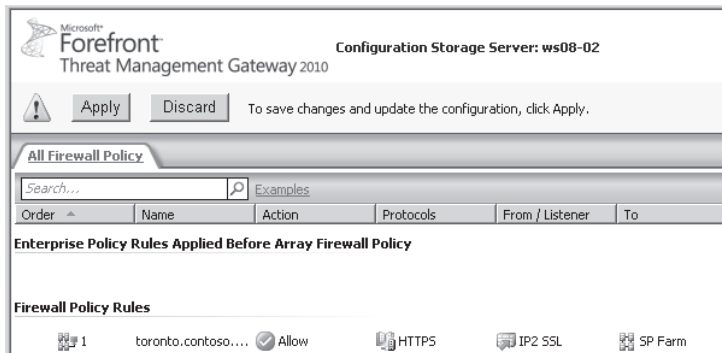 Microsoft®
Forefront™
Threat Management Gateway 2010
Configuration Storage Server: ws08-02
Apply Discard To save changes and update the configuration, click Apply.
All Firewall Policy
Search... Examples
Order Name Action Protocols From / Listener To
Enterprise Policy Rules Applied Before Array Firewall Policy
Firewall Policy Rules
1 toronto.contoso.... Allow HTTPS IP2 SSL SP Farm